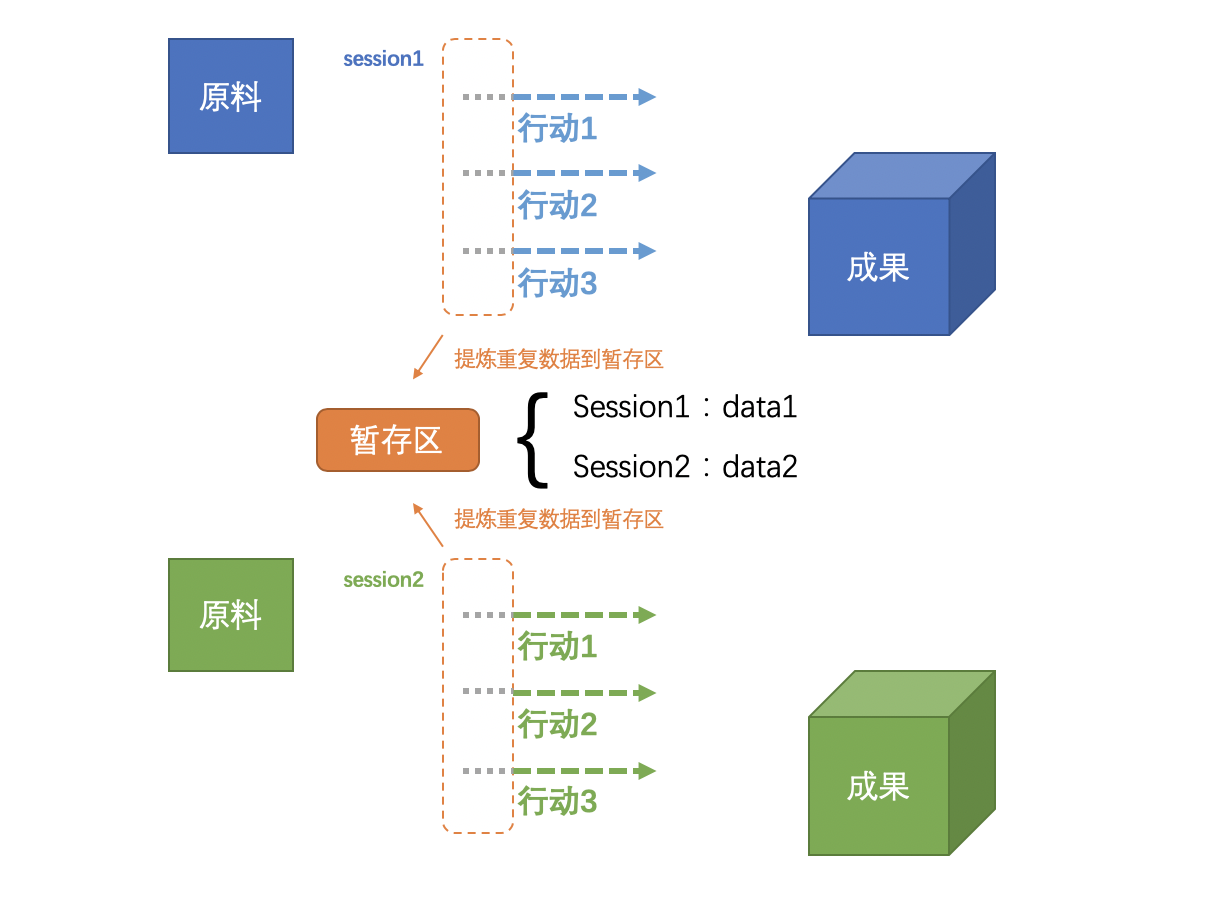 原料
session1
行动1
行动2
行动3
成果
提炼重复数据到暂存区
暂存区
{
Session1：data1
Session2：data2
提炼重复数据到暂存区
原料
session2
行动1
行动2
行动3
成果